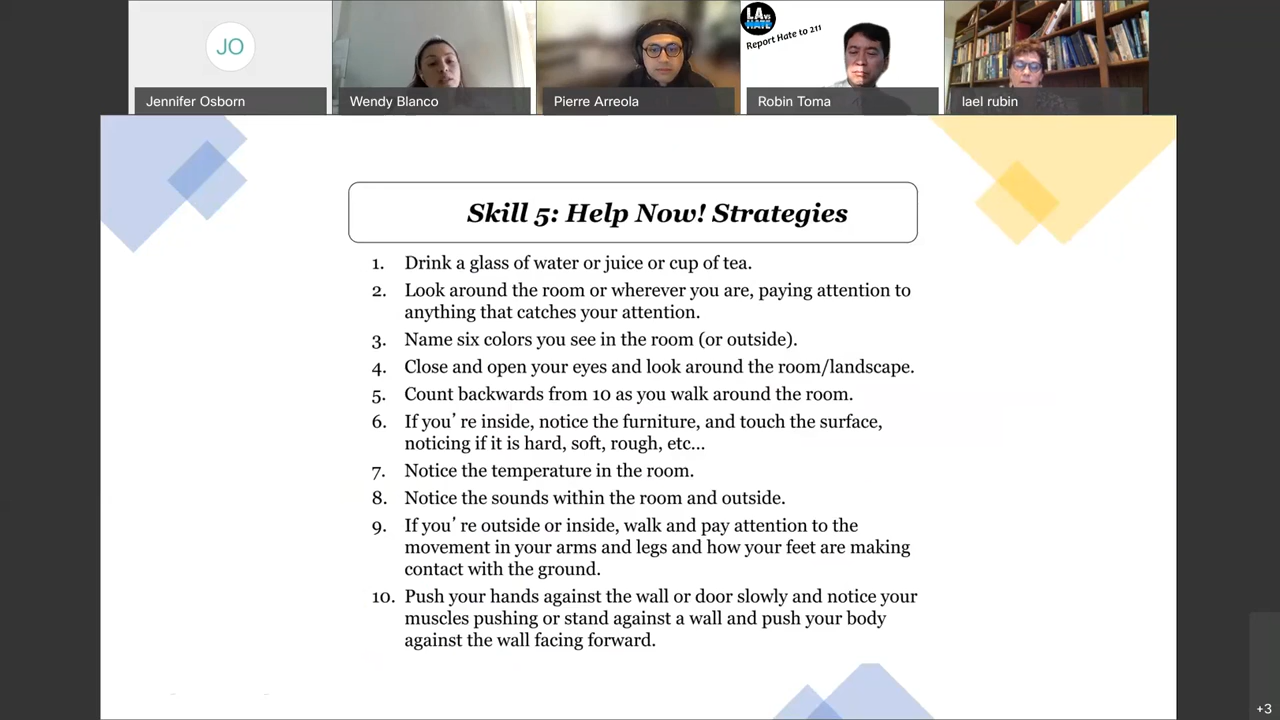 JO
LAvs
HATE
Report Hate to 211
Jennifer Osborn
Wendy Blanco
Pierre Arreola
Robin Toma
lael rubin
Skill 5: Help Now! Strategies
1. Drink a glass of water or juice or cup of tea.
2. Look around the room or wherever you are, paying attention to
anything that catches your attention.
3. Name six colors you see in the room (or outside).
4. Close and open your eyes and look around the room/landscape.
5. Count backwards from 10 as you walk around the room.
6. If you’re inside, notice the furniture, and touch the surface,
noticing if it is hard, soft, rough, etc...
7. Notice the temperature in the room.
8. Notice the sounds within the room and outside.
9. If you’re outside or inside, walk and pay attention to the
movement in your arms and legs and how your feet are making
contact with the ground.
10. Push your hands against the wall or door slowly and notice your
muscles pushing or stand against a wall and push your body
against the wall facing forward.
+3